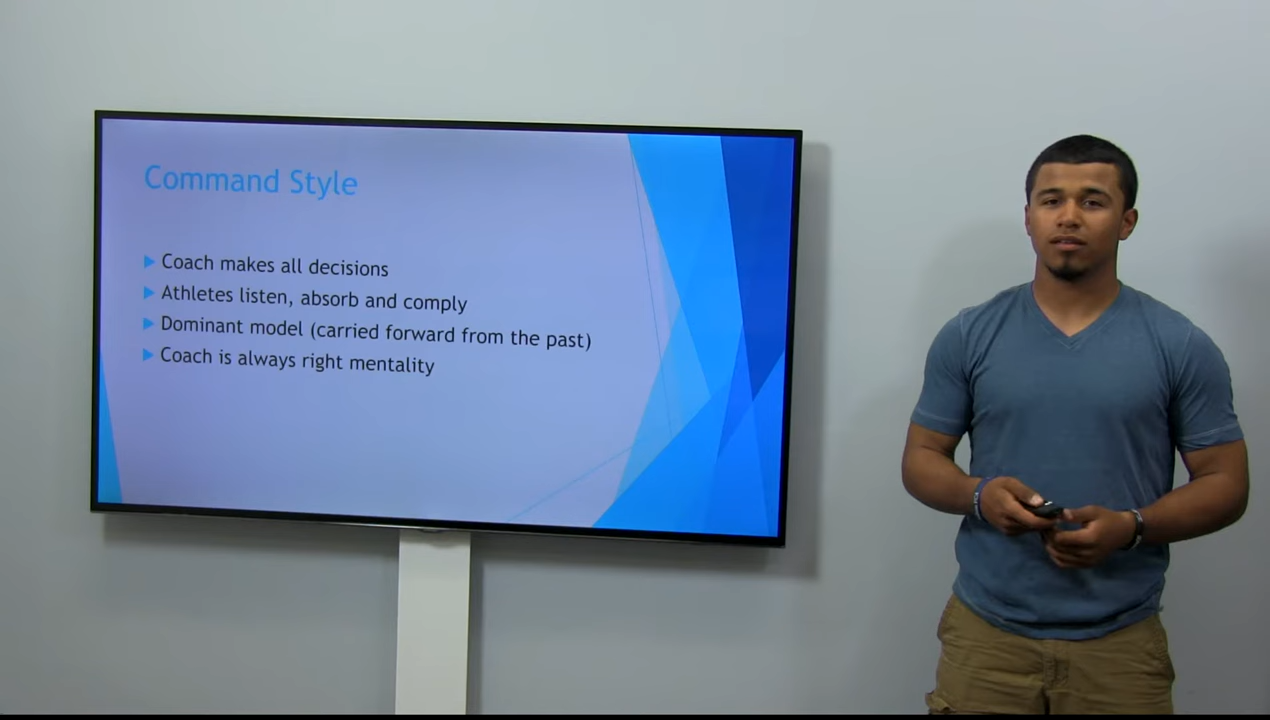 Command Style
Coach makes all decisions
Athletes listen, absorb and comply
Dominant model (carried forward from the past)
Coach is always right mentality